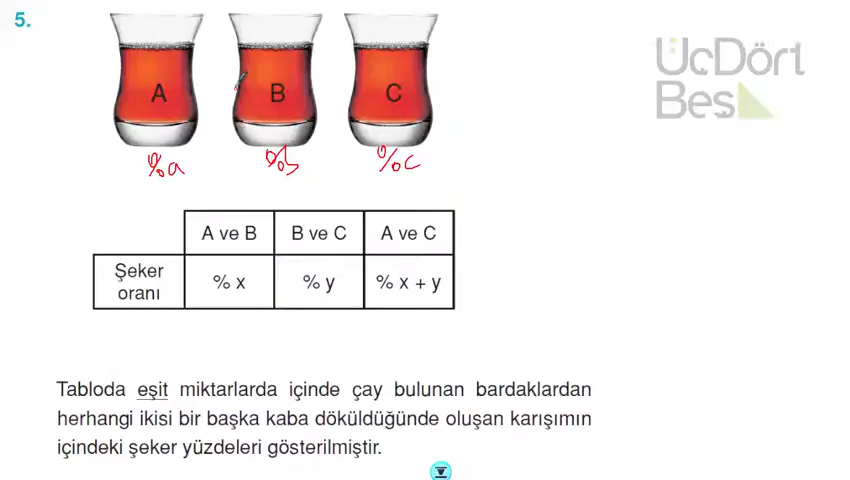 5.
ÜçDört
Beş
A
B
C
%a
%b
%c
A ve B
B ve C
A ve C
Şeker
oranı
% x
% y
% x + y
Tabloda eşit miktarlarda içinde çay bulunan bardaklardan
herhangi ikisi bir başka kaba döküldüğünde oluşan karışımın
içindeki şeker yüzdeleri gösterilmiştir.